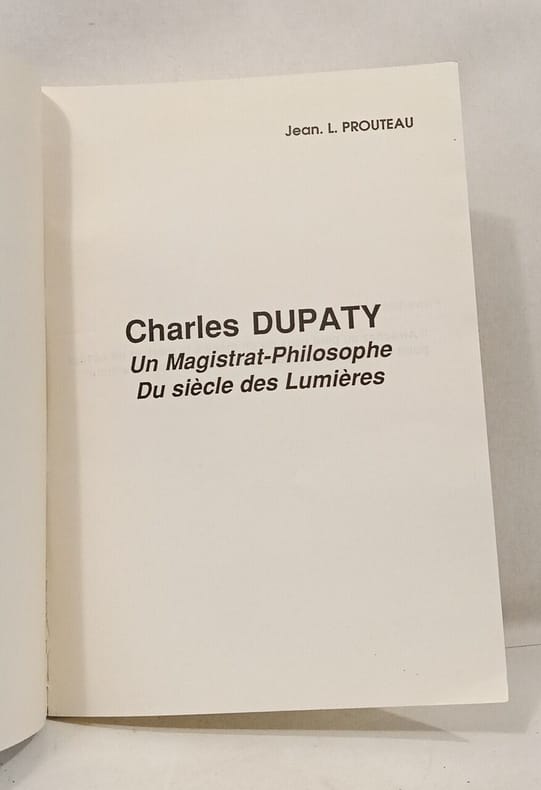 Jean. L. PROUTEAU
Charles DUPATY
Un Magistrat-Philosophe
Du siècle des Lumières